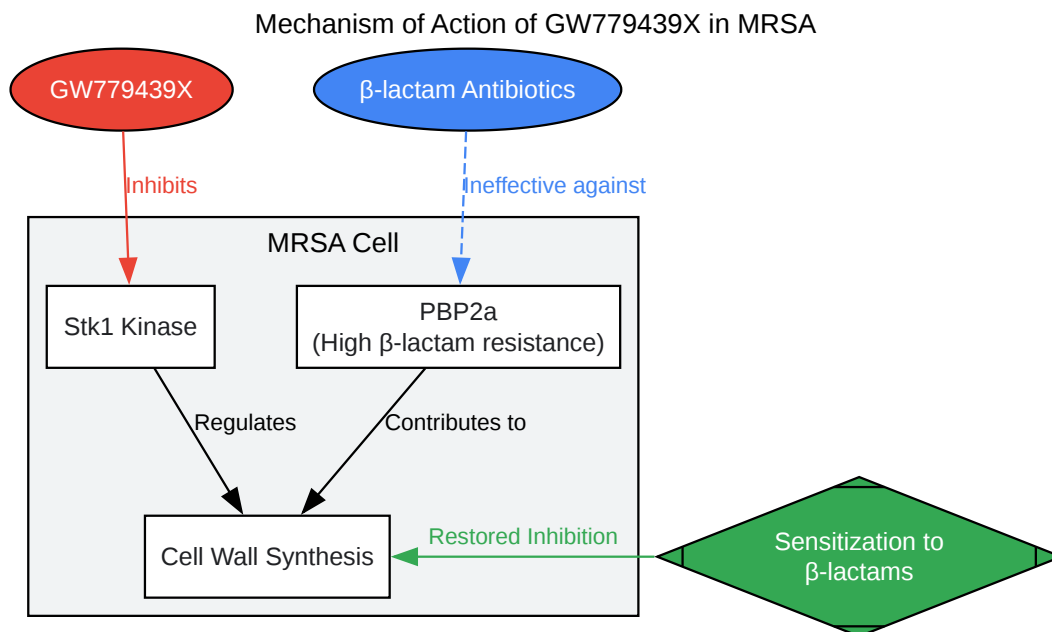 Mechanism of Action of GW779439X in MRSA
GW779439X
β-lactam Antibiotics
Inhibits
Ineffective against
MRSA Cell
Stk1 Kinase
PBP2a
(High β-lactam resistance)
Regulates
Contributes to
Cell Wall Synthesis
Restored Inhibition
Sensitization to
β-lactams